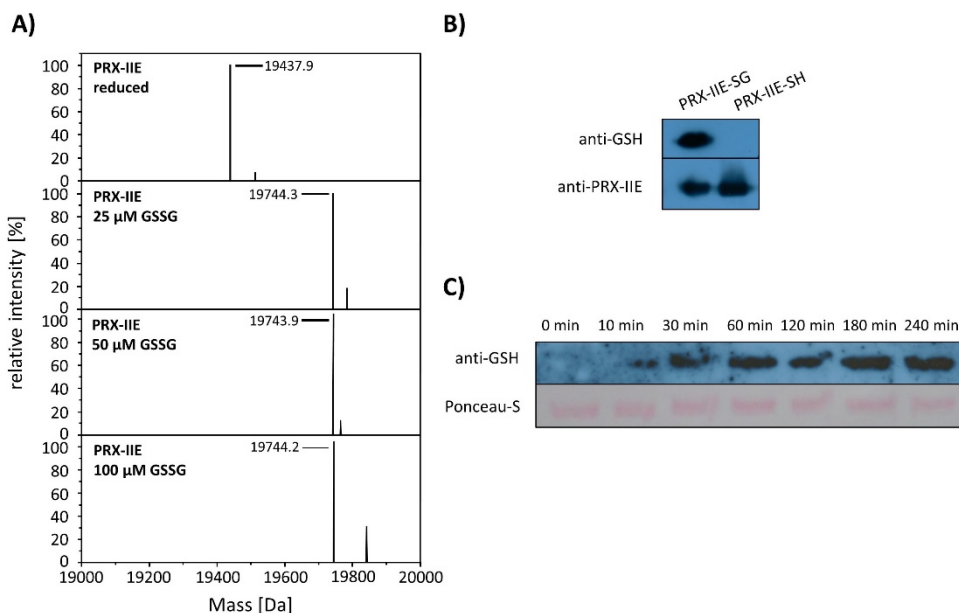 A)
relative intensity [%]
PRX-IIE
reduced
19437.9
100
80
60
40
20
0
PRX-IIE
25 µM GSSG
19744.3
100
80
60
40
20
0
PRX-IIE
50 µM GSSG
19743.9
100
80
60
40
20
0
PRX-IIE
100 µM GSSG
19744.2
100
80
60
40
20
0
19000 19200 19400 19600 19800 20000
Mass [Da]
B)
PRX-IIE-SG PRX-IIE-SH
anti-GSH
anti-PRX-IIE
C)
0 min 10 min 30 min 60 min 120 min 180 min 240 min
anti-GSH
Ponceau-S